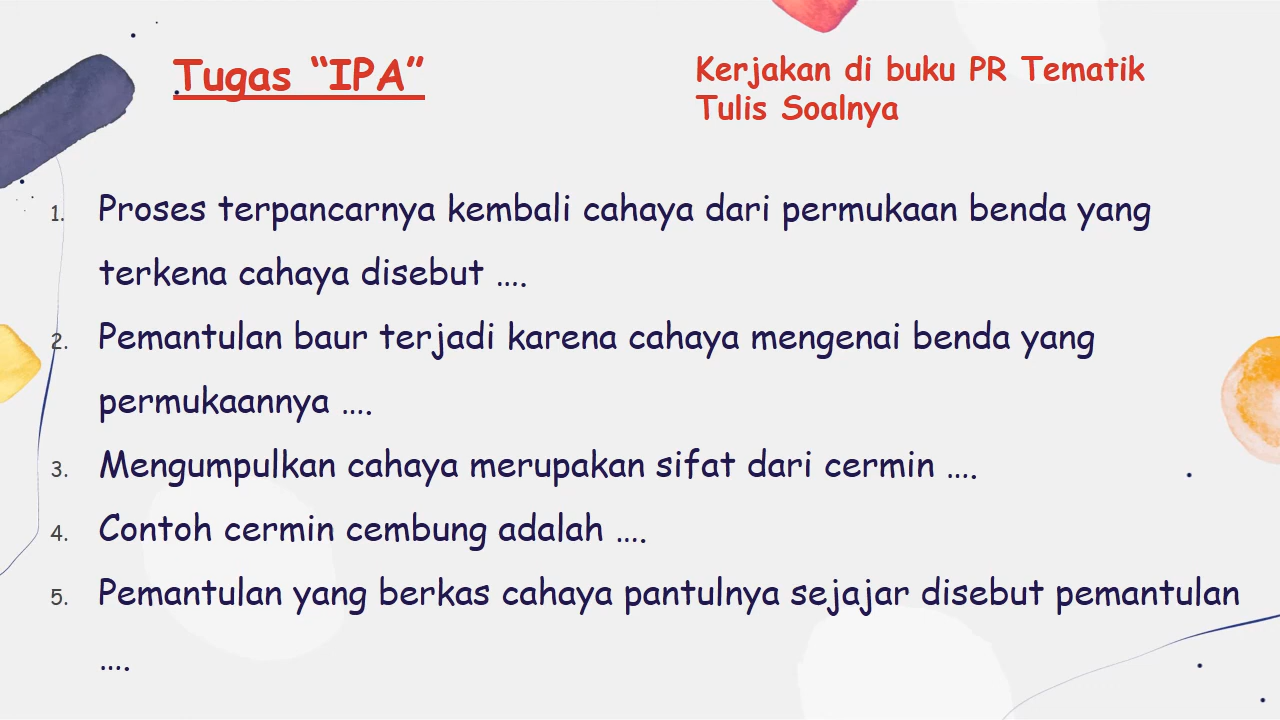 Tugas “IPA”
Kerjakan di buku PR Tematik
Tulis Soalnya
1. Proses terpancarnya kembali cahaya dari permukaan benda yang
terkena cahaya disebut ....
2. Pemantulan baur terjadi karena cahaya mengenai benda yang
permukaannya ....
3. Mengumpulkan cahaya merupakan sifat dari cermin ....
4. Contoh cermin cembung adalah ....
5. Pemantulan yang berkas cahaya pantulnya sejajar disebut pemantulan
....